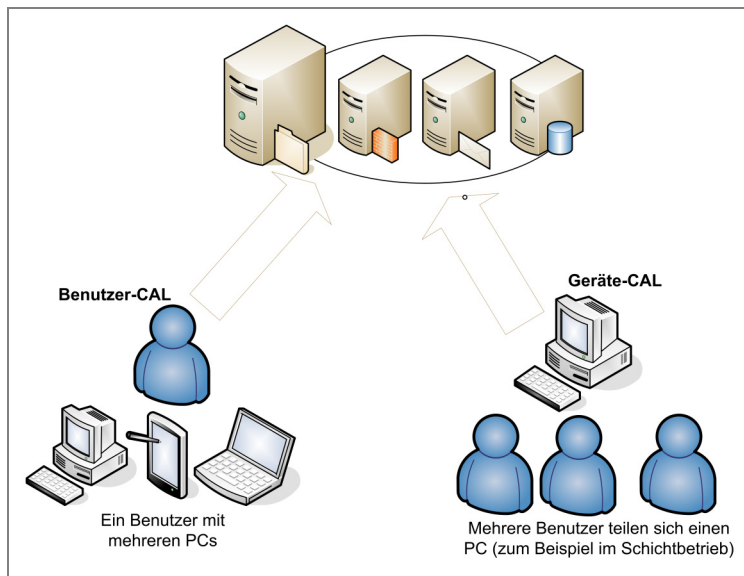 Benutzer-CAL
Ein Benutzer mit
mehreren PCs
Geräte-CAL
Mehrere Benutzer teilen sich einen
PC (zum Beispiel im Schichtbetrieb)